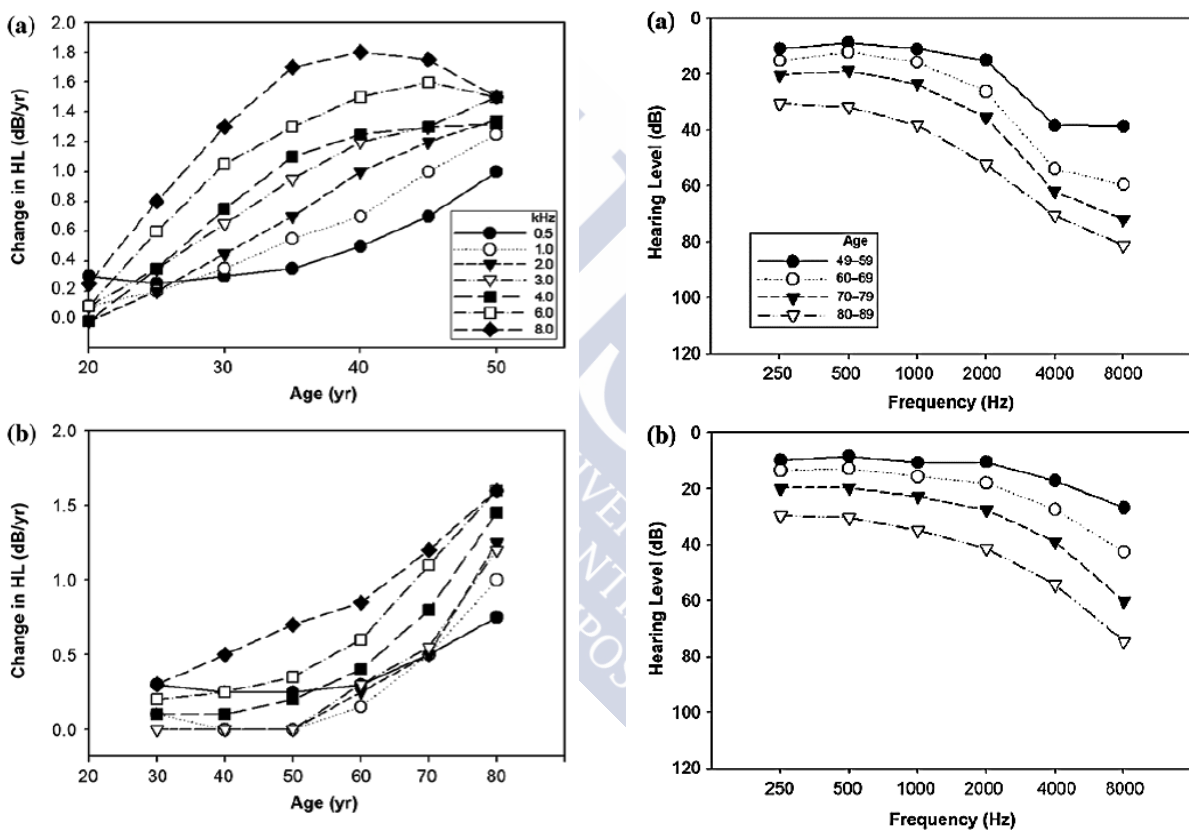 (a)
2.0
1.8
1.6
1.4
1.2
1.0
0.8
0.6
0.4
0.2
0.0
Change in HL (dB/yr)
20 30 40 50
Age (yr)
kHz
0.5
1.0
2.0
3.0
4.0
6.0
8.0
(b)
2.0
1.5
1.0
0.5
0.0
Change in HL (dB/yr)
20 30 40 50 60 70 80
Age (yr)
(a)
0
20
40
60
80
100
120
Hearing Level (dB)
Age
49–59
60–69
70–79
80–89
250 500 1000 2000 4000 8000
Frequency (Hz)
(b)
0
20
40
60
80
100
120
Hearing Level (dB)
250 500 1000 2000 4000 8000
Frequency (Hz)